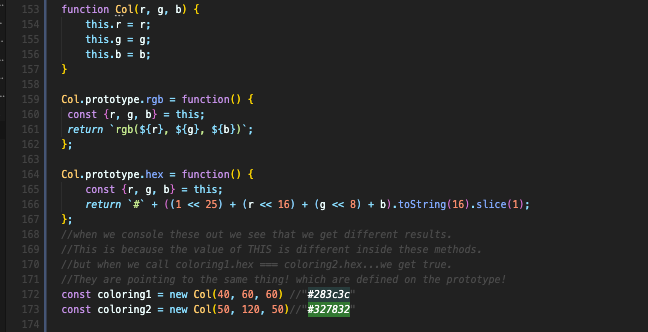 153 function Col(r, g, b) {
154 this.r = r;
155 this.g = g;
156 this.b = b;
157 }
158
159 Col.prototype.rgb = function() {
160 const {r, g, b} = this;
161 return `rgb(${r}, ${g}, ${b})`;
162 };
163
164 Col.prototype.hex = function() {
165 const {r, g, b} = this;
166 return `#` + ((1 << 25) + (r << 16) + (g << 8) + b).toString(16).slice(1);
167 };
168 //when we console these out we see that we get different results.
169 //This is because the value of THIS is different inside these methods.
170 //but when we call coloring1.hex === coloring2.hex...we get true.
171 //They are pointing to the same thing! which are defined on the prototype!
172 const coloring1 = new Col(40, 60, 60) //"#283c3c"
173 const coloring2 = new Col(50, 120, 50)//"#327832"
174